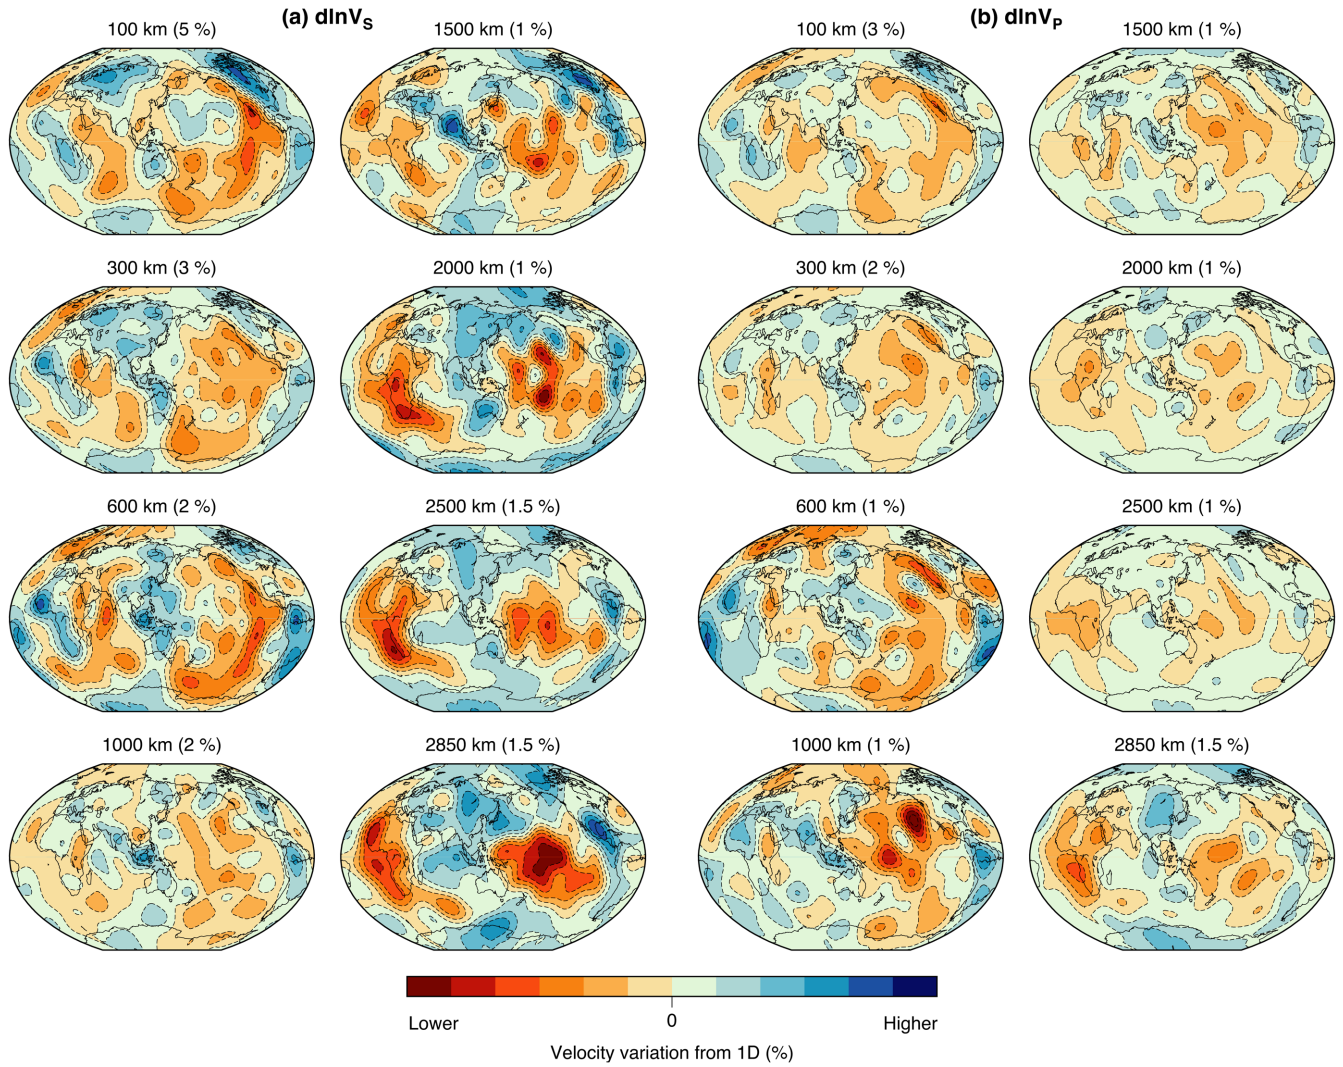 (a) dlnVS
(b) dlnVP
100 km (5 %)
1500 km (1 %)
100 km (3 %)
1500 km (1 %)
300 km (3 %)
2000 km (1 %)
300 km (2 %)
2000 km (1 %)
600 km (2 %)
2500 km (1.5 %)
600 km (1 %)
2500 km (1 %)
1000 km (2 %)
2850 km (1.5 %)
1000 km (1 %)
2850 km (1.5 %)
Lower
0
Higher
Velocity variation from 1D (%)